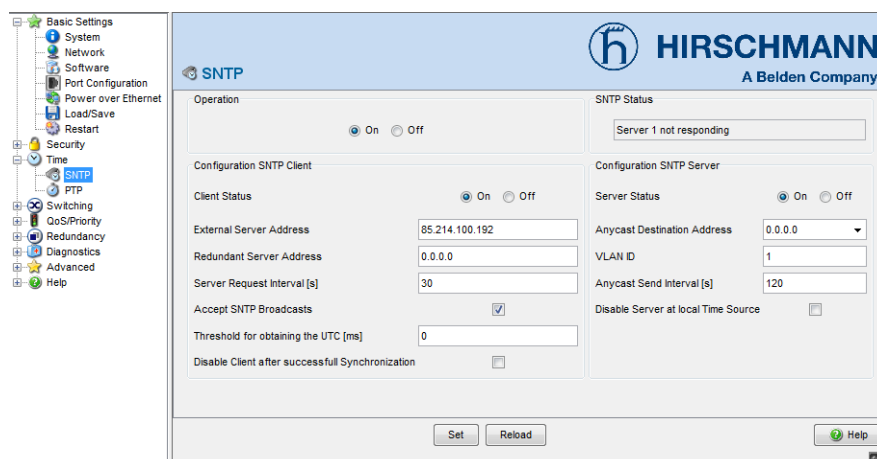 Basic Settings
System
Network
Software
Port Configuration
Power over Ethernet
Load/Save
Restart
Security
Time
SNTP
PTP
Switching
QoS/Priority
Redundancy
Diagnostics
Advanced
Help
SNTP
HIRSCHMANN
A Belden Company
Operation
On Off
SNTP Status
Server 1 not responding
Configuration SNTP Client
Client Status On Off
External Server Address 85.214.100.192
Redundant Server Address 0.0.0.0
Server Request Interval [s] 30
Accept SNTP Broadcasts
Threshold for obtaining the UTC [ms] 0
Disable Client after successfull Synchronization
Configuration SNTP Server
Server Status On Off
Anycast Destination Address 0.0.0.0
VLAN ID 1
Anycast Send Interval [s] 120
Disable Server at local Time Source
Set Reload Help